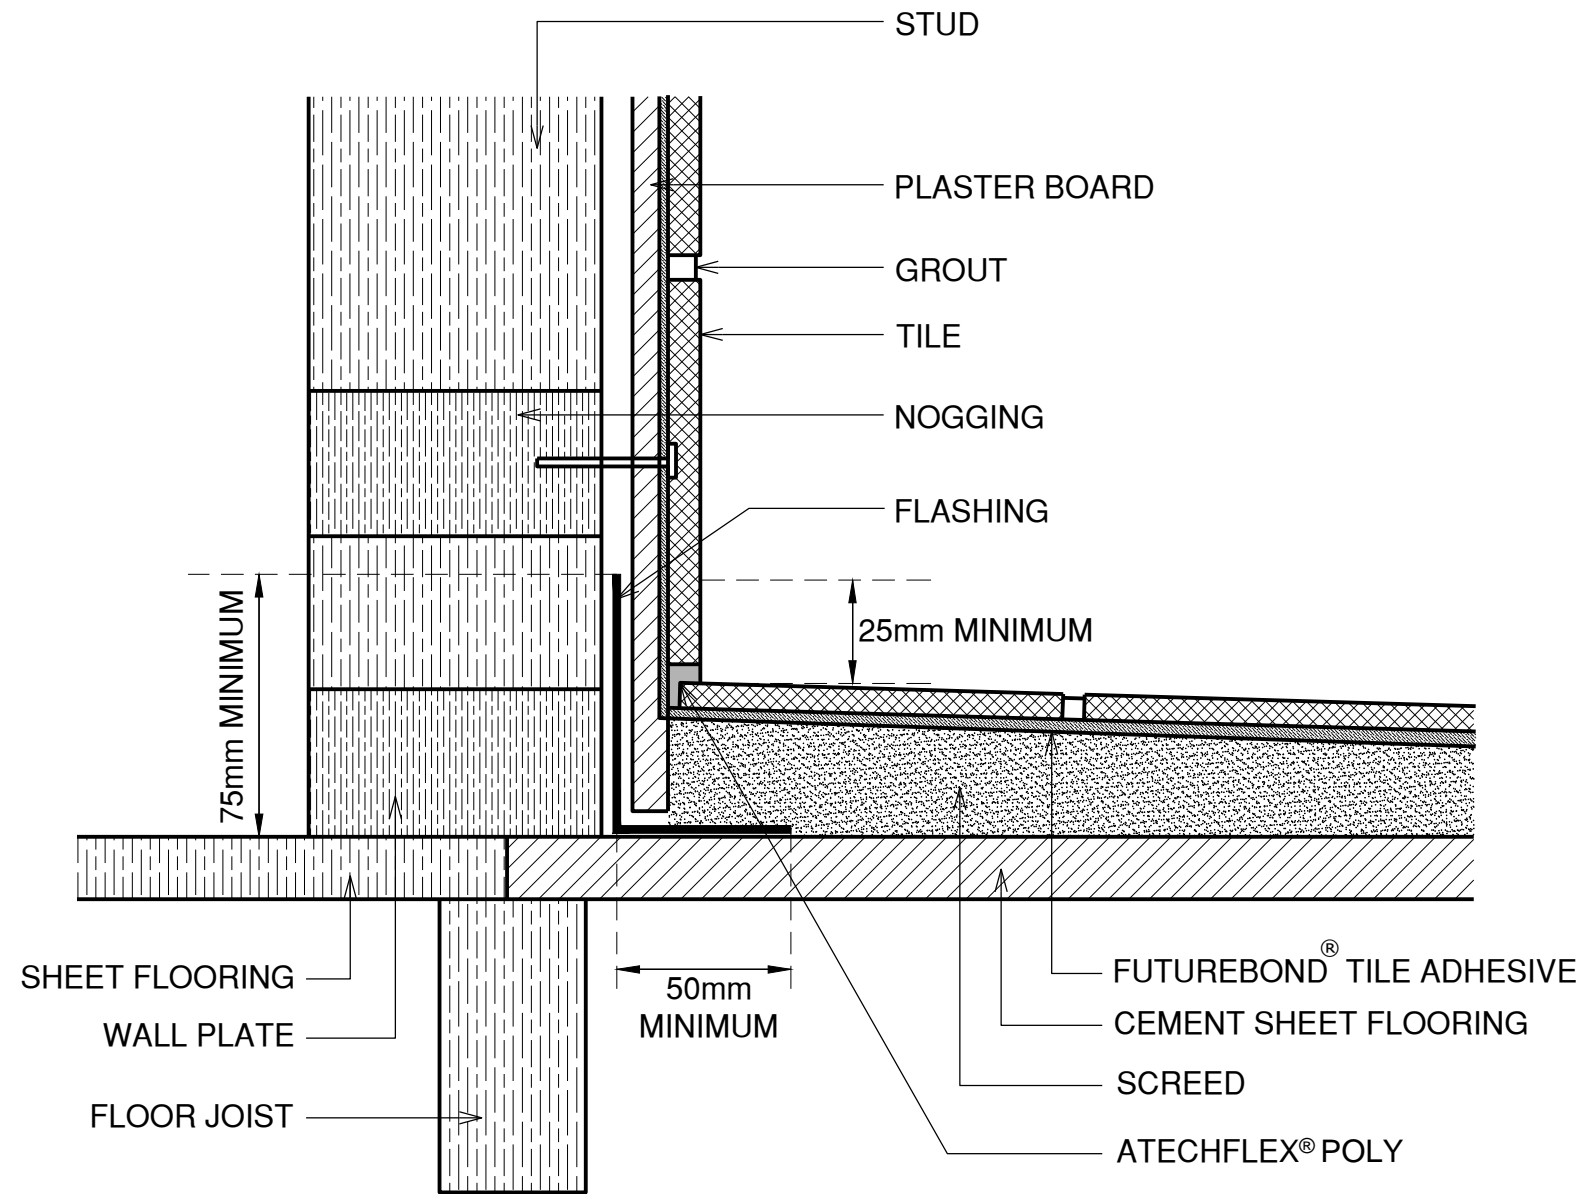 STUD
PLASTER BOARD
GROUT
TILE
NOGGING
FLASHING
75mm MINIMUM
25mm MINIMUM
SHEET FLOORING
WALL PLATE
FLOOR JOIST
50mm
MINIMUM
FUTUREBOND® TILE ADHESIVE
CEMENT SHEET FLOORING
SCREED
ATECHFLEX® POLY